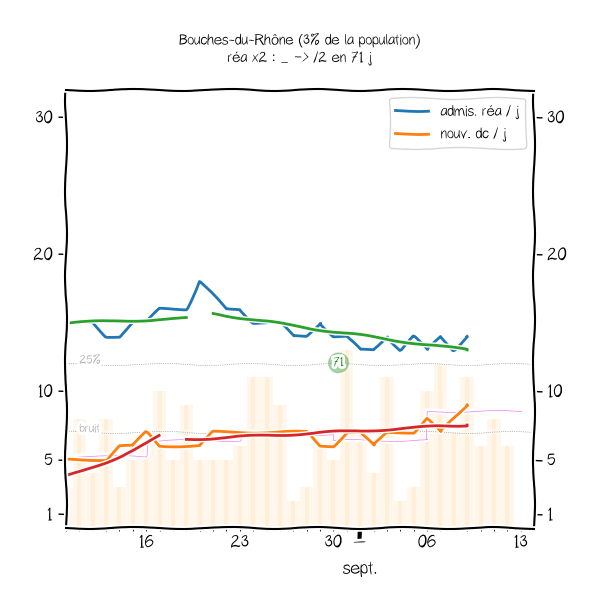 Bouches-du-Rhône (3% de la population)
réa x2 : _ -> /2 en 71 j
admis. réa / j
nouv. dc / j
30
30
20
20
25%
71
10
10
bruit
5
5
1
1
16
23
30
06
13
sept.